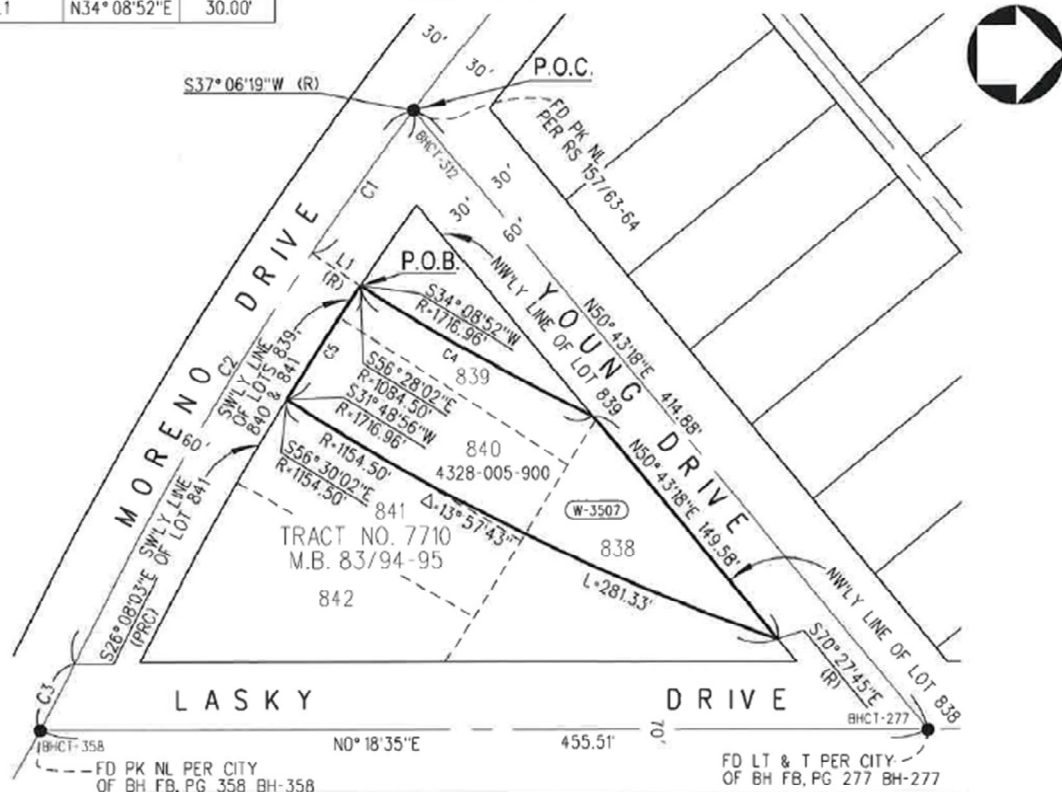 .1 N34°08'52"E 30.00'
30'
30'
S37°06'19"W (R)
P.O.C.
FD PK NL
PER RS 157/63-64
BHCT-312
C1
30'
30'
60'
L1
(R)
P.O.B.
MORENO DRIVE
60'
C2
SW'LY LINE
OF LOTS 839,
840 & 841
C5
S34°08'52"W
R=1716.96'
C4
839
NW'LY LINE OF LOT 839
YOUNG DRIVE
N50°43'18"E 414.88'
S56°28'02"E
R=1084.50'
S31°48'56"W
R=1716.96'
840
4328-005-900
N50°43'18"E 149.58'
R=1154.50'
S56°30'02"E
R=1154.50'
Δ=13°57'43"
841
TRACT NO. 7710
M.B. 83/94-95
842
W-3507
838
L=281.33'
SW'LY LINE
OF LOT 841
S26°08'03"E
(PRC)
C3
NW'LY LINE OF LOT 838
S70°27'45"E
(R)
LASKY DRIVE
BHCT-358
N0°18'35"E 455.51'
70'
BHCT-277
FD PK NL PER CITY
OF BH FB, PG 358 BH-358
FD LT & T PER CITY
OF BH FB, PG 277 BH-277